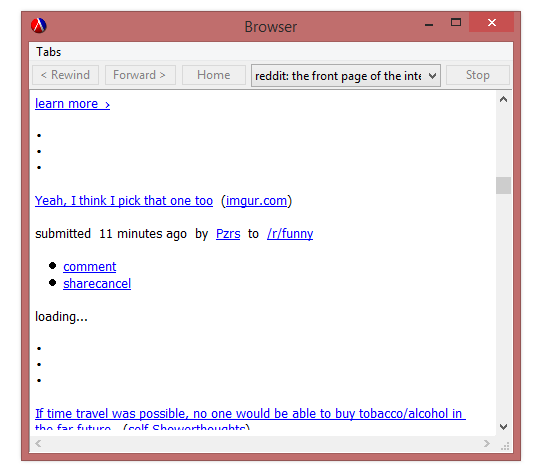 Browser
Tabs
< Rewind Forward > Home reddit: the front page of the inte Stop
learn more ›
Yeah, I think I pick that one too (imgur.com)
submitted 11 minutes ago by Pzrs to /r/funny
comment
sharecancel
loading...
If time travel was possible, no one would be able to buy tobacco/alcohol in
the far future. (self.Showerthoughts)